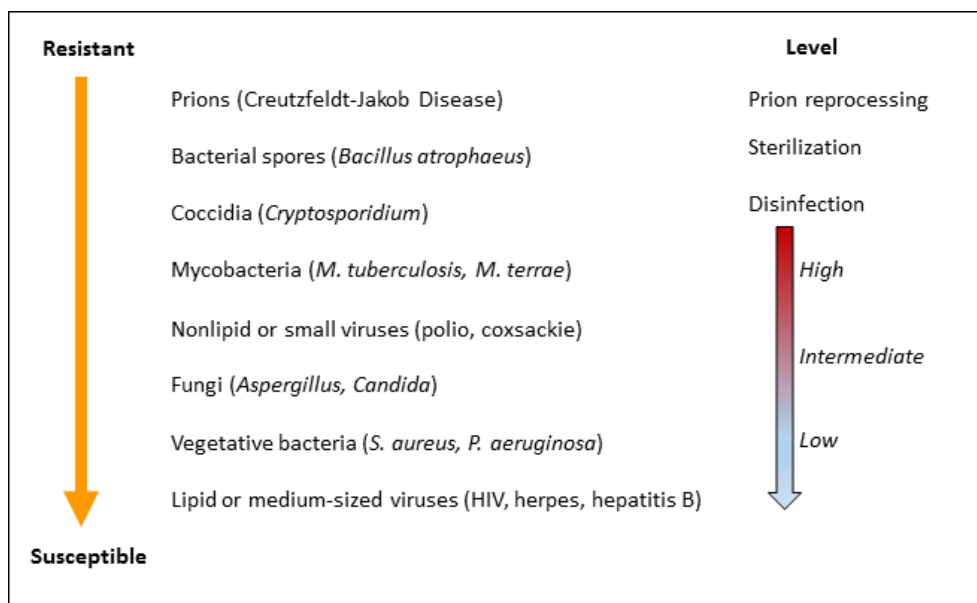 Resistant
Level
Prions (Creutzfeldt-Jakob Disease)
Prion reprocessing
Bacterial spores (Bacillus atrophaeus)
Sterilization
Coccidia (Cryptosporidium)
Disinfection
Mycobacteria (M. tuberculosis, M. terrae)
High
Nonlipid or small viruses (polio, coxsackie)
Intermediate
Fungi (Aspergillus, Candida)
Vegetative bacteria (S. aureus, P. aeruginosa)
Low
Lipid or medium-sized viruses (HIV, herpes, hepatitis B)
Susceptible